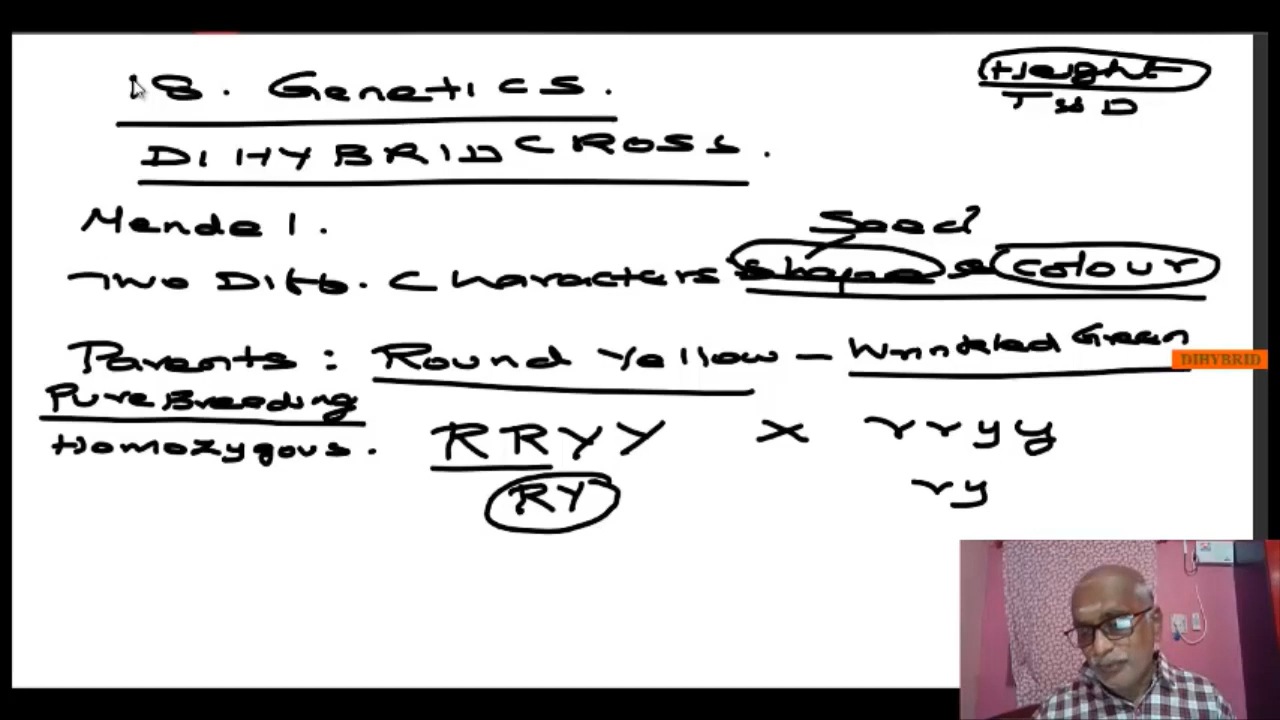 18. Genetics.
Height
T & D
DIHYBRID CROSS.
Mendel.
Seed
Two Diff. Characters shape & colour
Parents: Round Yellow - Wrinkled Green
DIHYBRID
Pure Breeding
Homozygous.
RRYY x rryy
RY ry